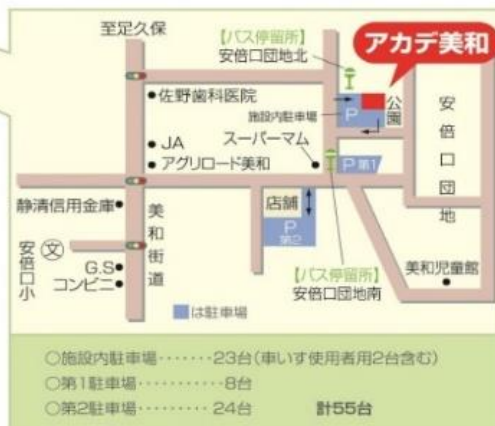 至足久保
【バス停留所】
安倍口団地北
アカデ美和
佐野歯科医院
施設内駐車場
P
公園
安倍口団地
JA
アグリロード美和
スーパーマム
P第1
静清信用金庫
美和街道
店舗
P
第2
安倍口小
文
G.S
コンビニ
【バス停留所】
安倍口団地南
美和児童館
は駐車場
○施設内駐車場‥‥‥‥23台(車いす使用者用2台含む)
○第1駐車場‥‥‥‥‥‥8台
○第2駐車場‥‥‥‥‥24台 計55台